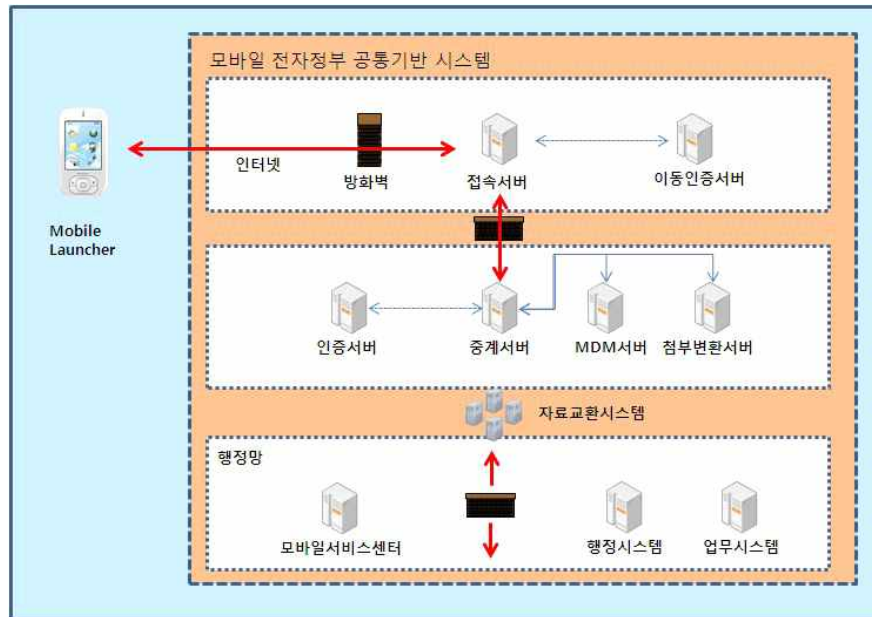 모바일 전자정부 공통기반 시스템
인터넷
방화벽
접속서버
이동인증서버
Mobile
Launcher
인증서버
중계서버
MDM서버
첨부변환서버
자료교환시스템
행정망
모바일서비스센터
행정시스템
업무시스템